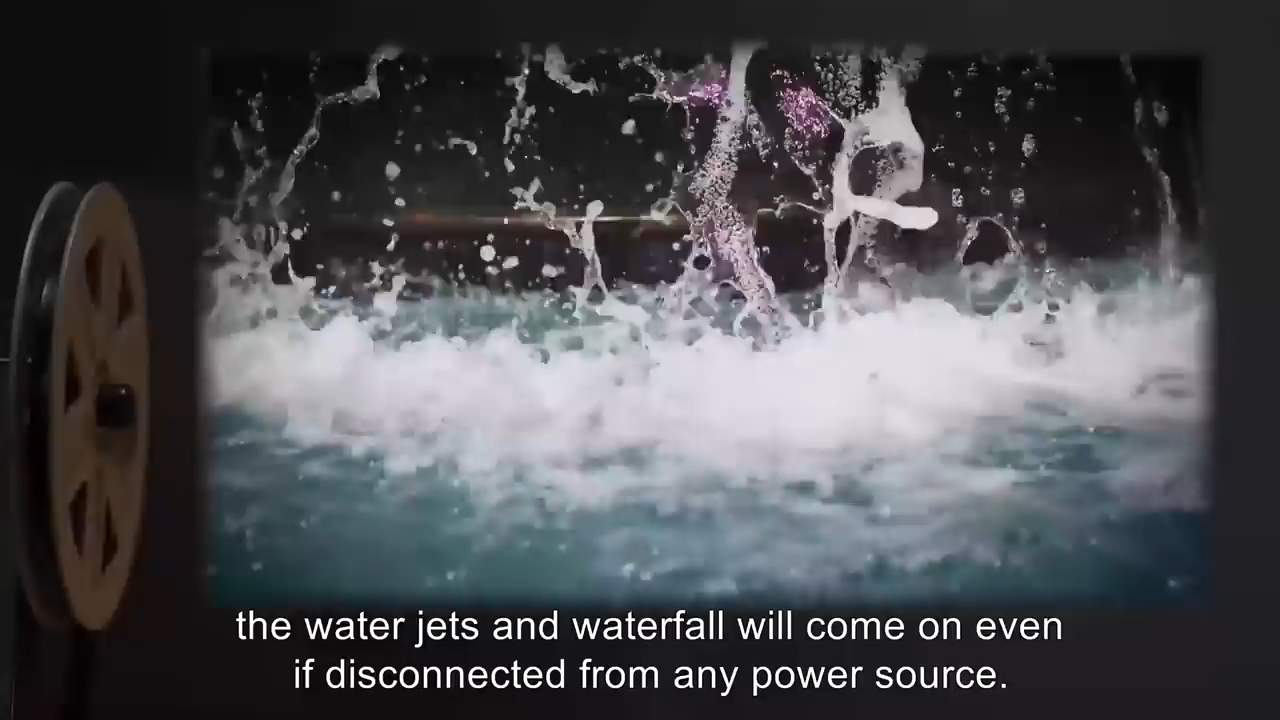 the water jets and waterfall will come on even
if disconnected from any power source.